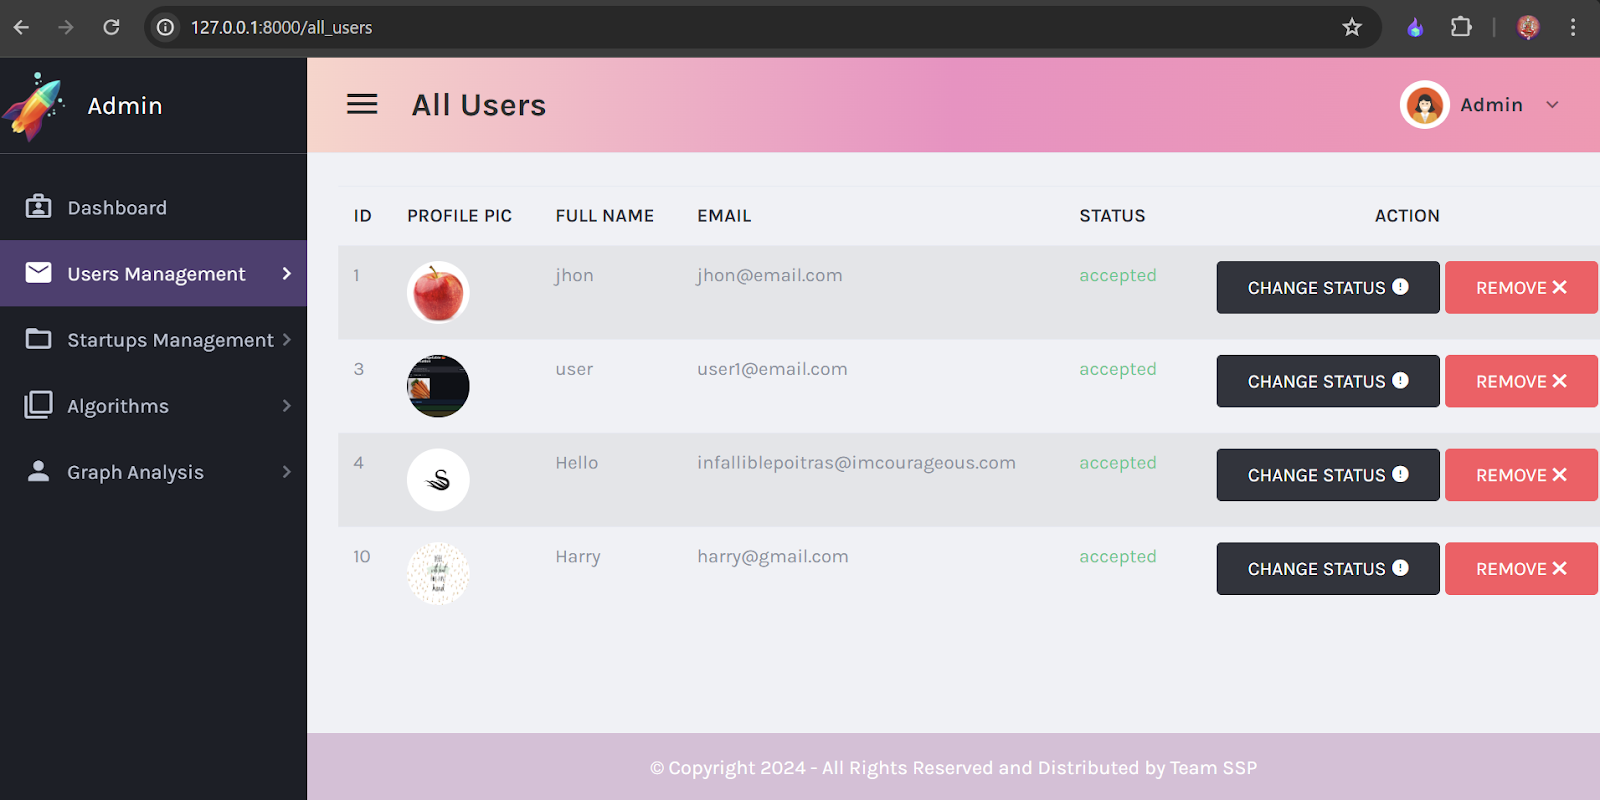 127.0.0.1:8000/all_users
Admin
All Users
Admin
Dashboard
Users Management
Startups Management
Algorithms
Graph Analysis
ID PROFILE PIC FULL NAME EMAIL STATUS ACTION
1 jhon jhon@email.com accepted CHANGE STATUS REMOVE
3 user user1@email.com accepted CHANGE STATUS REMOVE
4 Hello infalliblepoitras@imcourageous.com accepted CHANGE STATUS REMOVE
10 Harry harry@gmail.com accepted CHANGE STATUS REMOVE
© Copyright 2024 - All Rights Reserved and Distributed by Team SSP